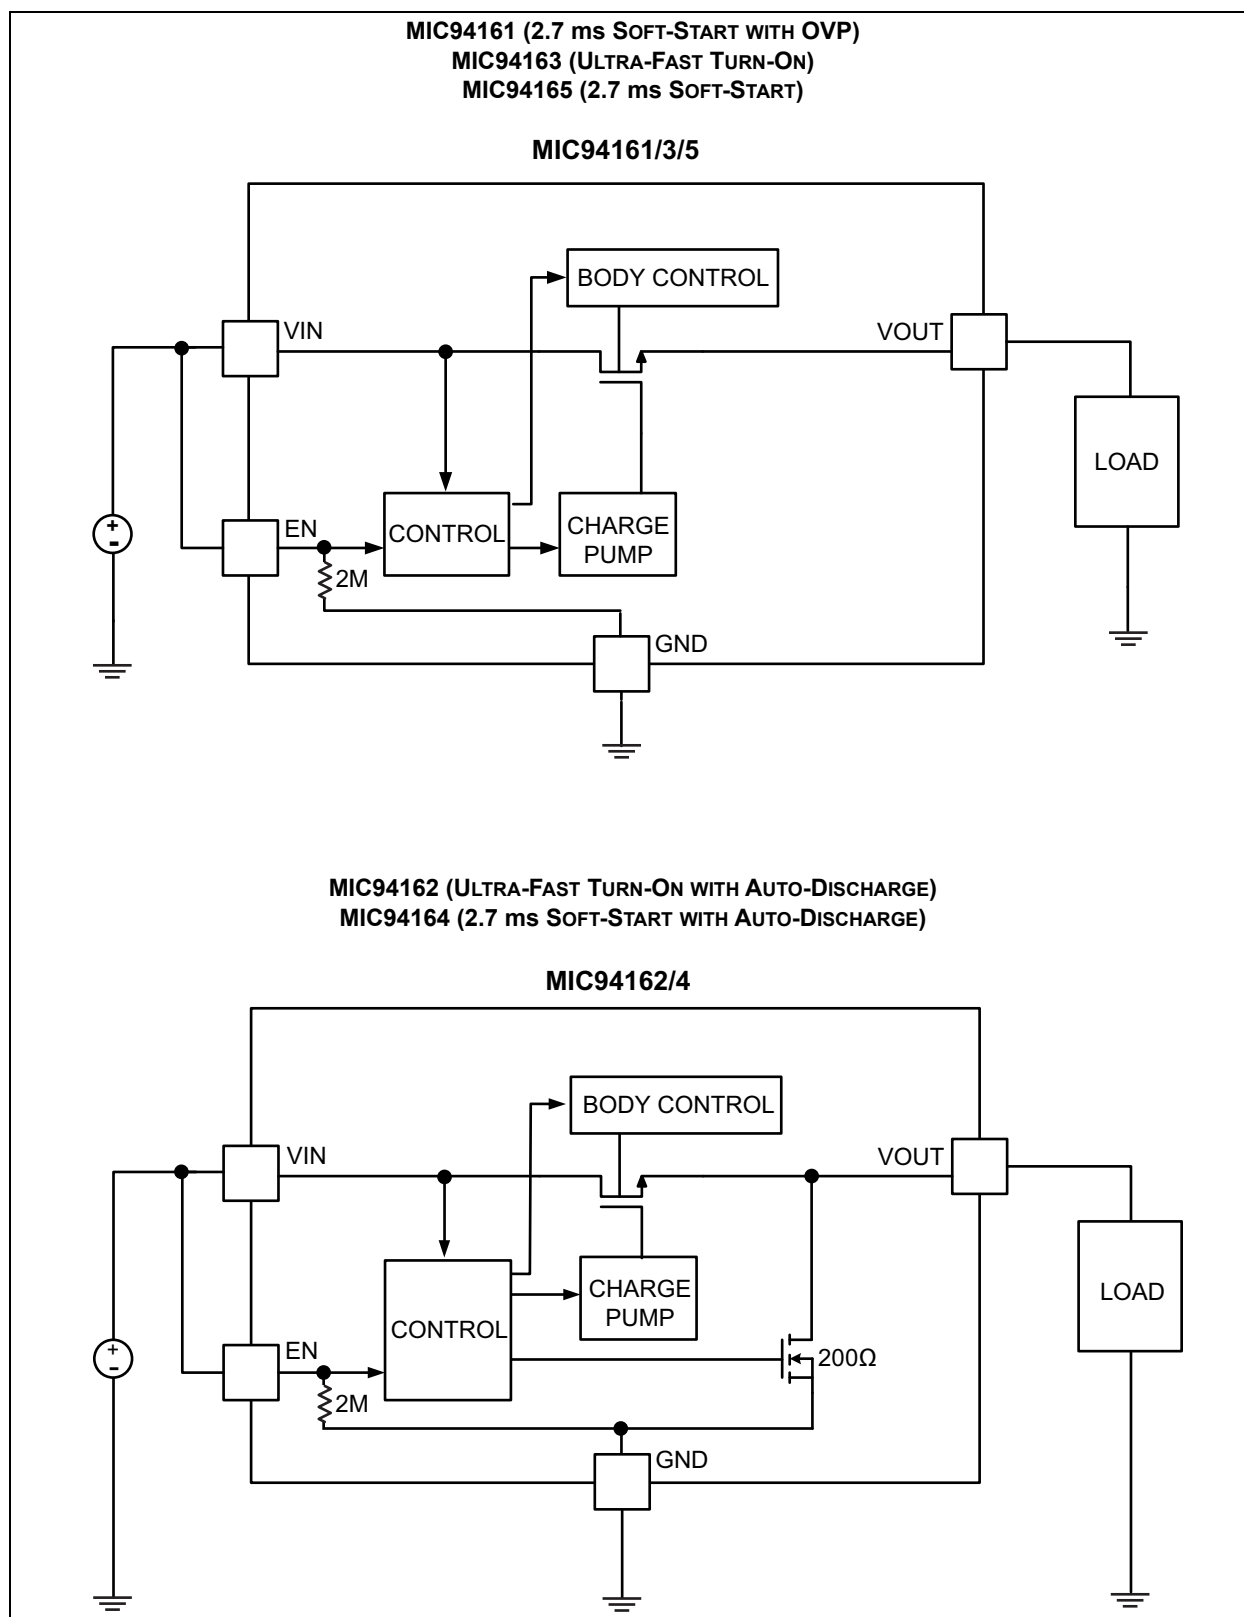 MIC94161 (2.7 ms SOFT-START WITH OVP)
MIC94163 (ULTRA-FAST TURN-ON)
MIC94165 (2.7 ms SOFT-START)
MIC94161/3/5
BODY CONTROL
VIN
VOUT
LOAD
EN
CONTROL
CHARGE
PUMP
+
-
2M
GND
MIC94162 (ULTRA-FAST TURN-ON WITH AUTO-DISCHARGE)
MIC94164 (2.7 ms SOFT-START WITH AUTO-DISCHARGE)
MIC94162/4
BODY CONTROL
VIN
VOUT
CHARGE
PUMP
LOAD
CONTROL
+
-
EN
200Ω
2M
GND